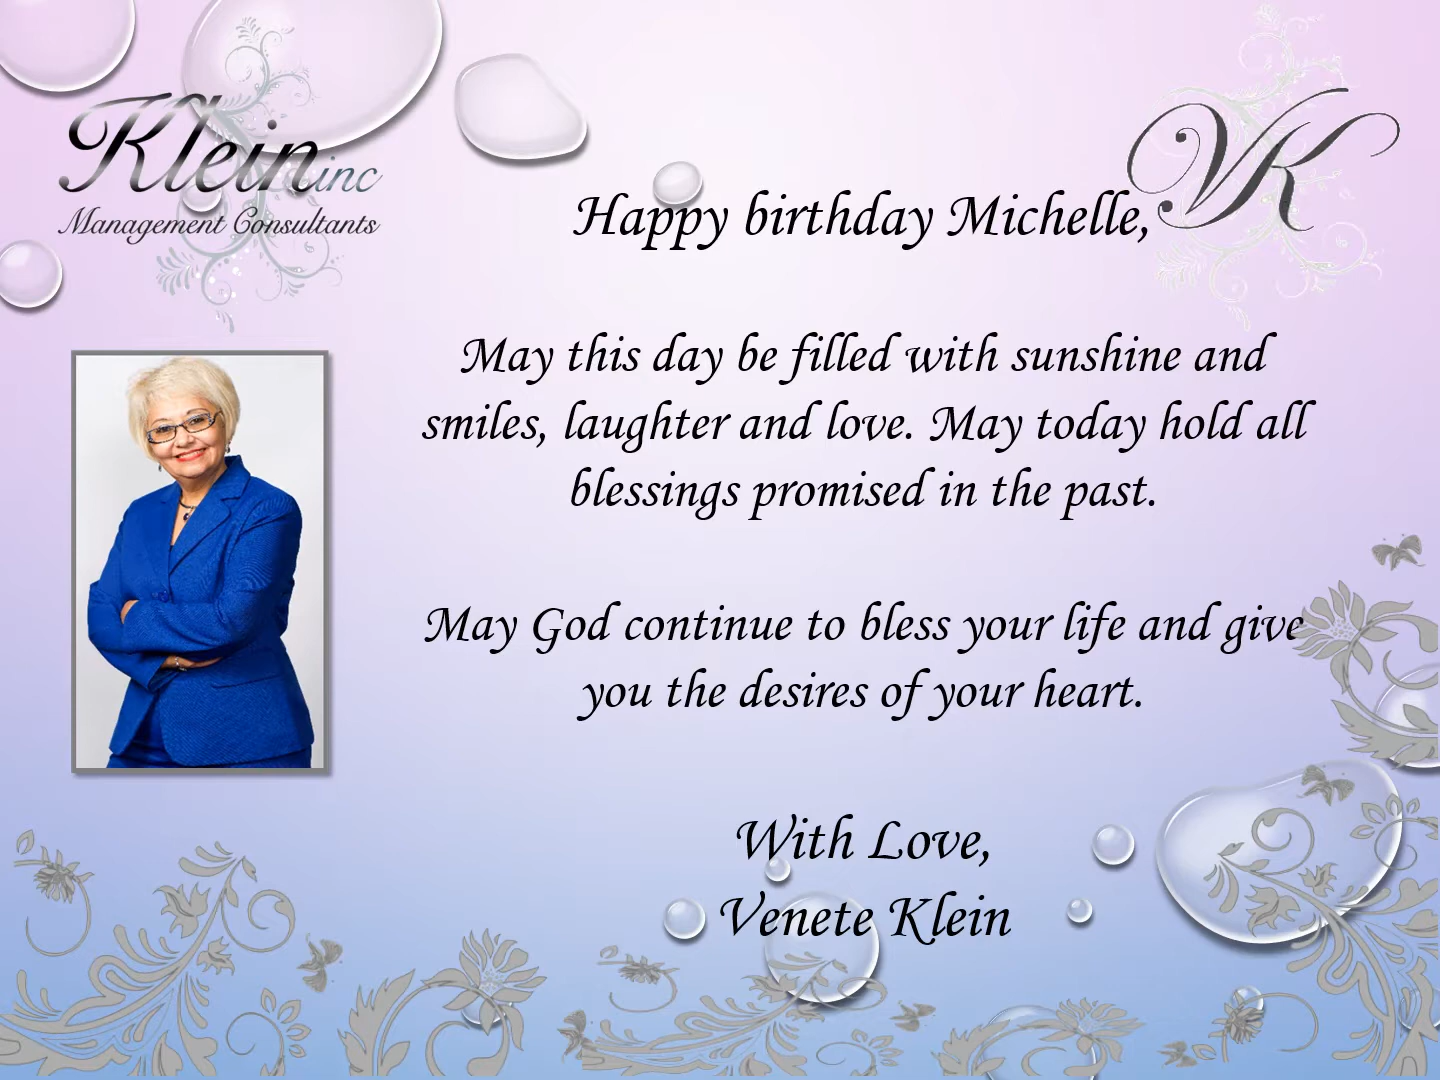 Klein inc
Management Consultants
VK
Happy birthday Michelle,
May this day be filled with sunshine and
smiles, laughter and love. May today hold all
blessings promised in the past.
May God continue to bless your life and give
you the desires of your heart.
With Love,
Venete Klein